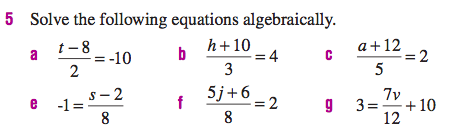 5 Solve the following equations algebraically.
a (t – 8)/2 = -10 b (h + 10)/3 = 4 c (a + 12)/5 = 2
e -1 = (s – 2)/8 f (5j + 6)/8 = 2 g 3 = 7v/12 + 10